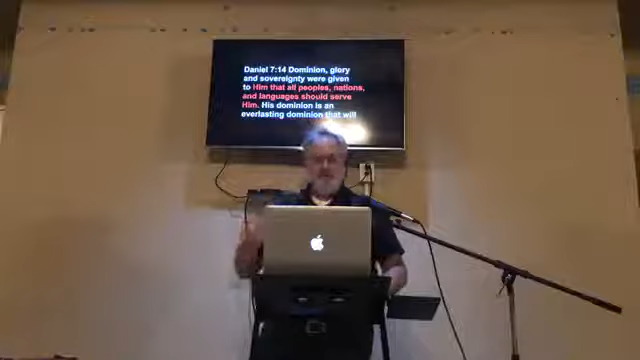 Daniel 7:14 Dominion, glory
and sovereignty were given
to Him that all peoples, nations,
and languages should serve
Him. His dominion is an
everlasting dominion that will